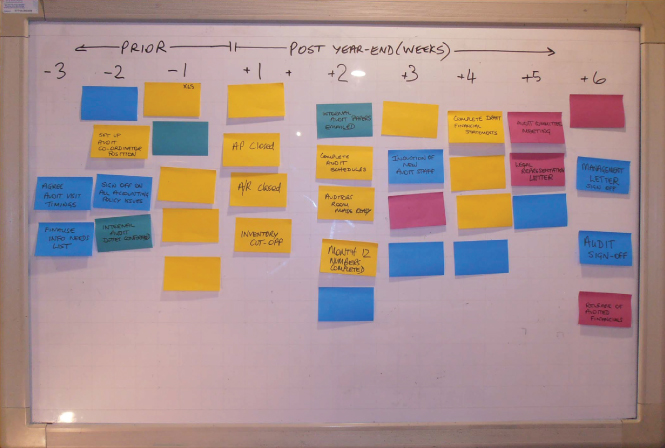 PRIOR
POST YEAR-END (WEEKS)
-3
-2
-1
+1
+
+2
+3
+4
+5
+6
AGREE
AUDIT VISIT
TIMINGS
FINALISE
INFO NEEDS
LIST
SET UP
AUDIT
CO-ORDINATOR
POSITION
SIGN OFF ON
ALL ACCOUNTING
POLICY ISSUES
INTERNAL
AUDIT
AP CLOSED
A/R CLOSED
INVENTORY
CUT-OFF
INTERNAL
AUDIT PAPERS
COMPLETE
AUDIT
SCHEDULES
AUDITORS
ROOM
MADE READY
MONTH 12
NUMBERS
COMPLETED
INDUCTION OF
NEW
AUDIT STAFF
COMPLETE DRAFT
FINANCIAL
STATEMENTS
AUDIT COMMITTEE
MEETING
LEGAL
REPRESENTATION
LETTER
MANAGEMENT
LETTER
SIGN OFF
AUDIT
SIGN-OFF
RELEASE OF
AUDITED
FINANCIALS